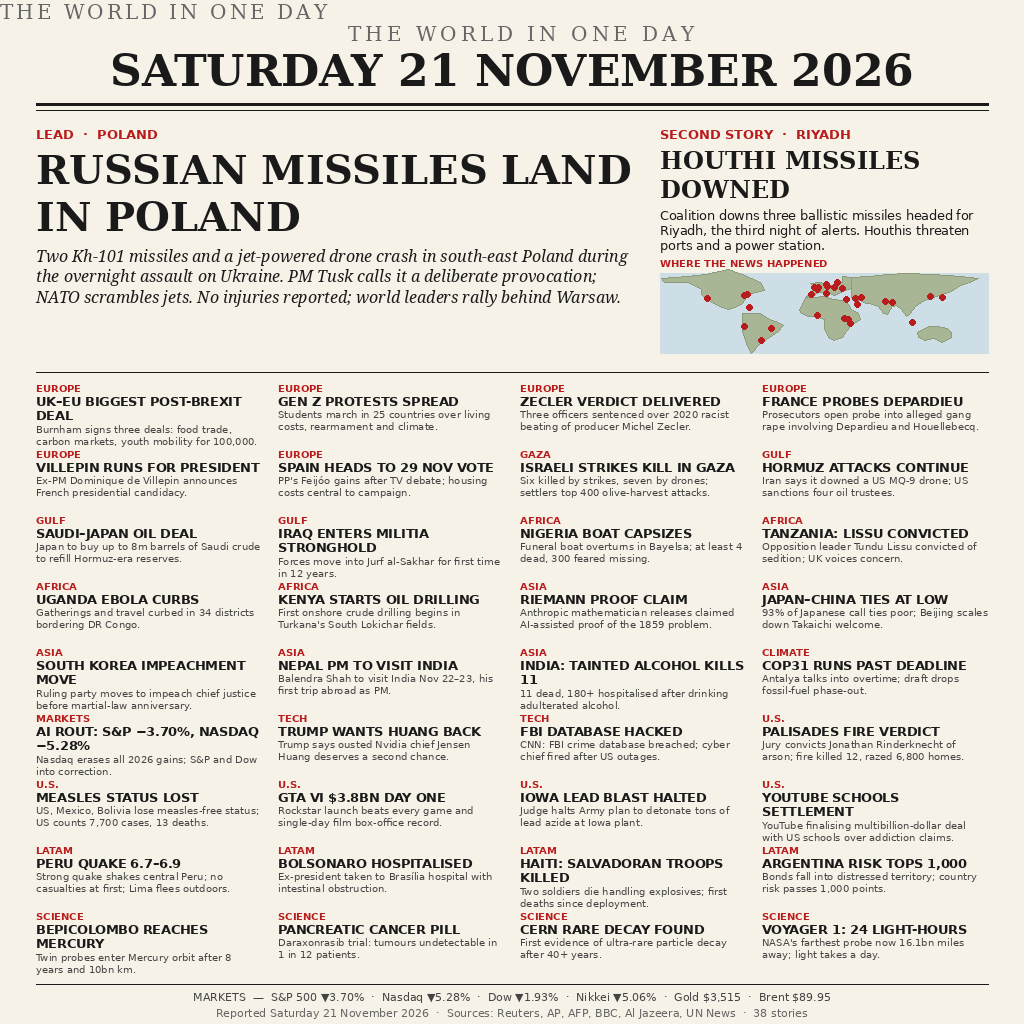 THE WORLD IN ONE DAY
THE WORLD IN ONE DAY
SATURDAY 21 NOVEMBER 2026
LEAD · POLAND
RUSSIAN MISSILES LAND
IN POLAND
Two Kh-101 missiles and a jet-powered drone crash in south-east Poland during
the overnight assault on Ukraine. PM Tusk calls it a deliberate provocation;
NATO scrambles jets. No injuries reported; world leaders rally behind Warsaw.
SECOND STORY · RIYADH
HOUTHI MISSILES
DOWNED
Coalition downs three ballistic missiles headed for
Riyadh, the third night of alerts. Houthis threaten
ports and a power station.
WHERE THE NEWS HAPPENED
EUROPE
UK–EU BIGGEST POST-BREXIT
DEAL
Burnham signs three deals: food trade,
carbon markets, youth mobility for 100,000.
EUROPE
GEN Z PROTESTS SPREAD
Students march in 25 countries over living
costs, rearmament and climate.
EUROPE
ZECLER VERDICT DELIVERED
Three officers sentenced over 2020 racist
beating of producer Michel Zecler.
EUROPE
FRANCE PROBES DEPARDIEU
Prosecutors open probe into alleged gang
rape involving Depardieu and Houellebecq.
EUROPE
VILLEPIN RUNS FOR PRESIDENT
Ex-PM Dominique de Villepin announces
French presidential candidacy.
EUROPE
SPAIN HEADS TO 29 NOV VOTE
PP's Feijóo gains after TV debate; housing
costs central to campaign.
GAZA
ISRAELI STRIKES KILL IN GAZA
Six killed by strikes, seven by drones;
settlers top 400 olive-harvest attacks.
GULF
HORMUZ ATTACKS CONTINUE
Iran says it downed a US MQ-9 drone; US
sanctions four oil trustees.
GULF
SAUDI–JAPAN OIL DEAL
Japan to buy up to 8m barrels of Saudi crude
to refill Hormuz-era reserves.
GULF
IRAQ ENTERS MILITIA
STRONGHOLD
Forces move into Jurf al-Sakhar for first time
in 12 years.
AFRICA
NIGERIA BOAT CAPSIZES
Funeral boat overturns in Bayelsa; at least 4
dead, 300 feared missing.
AFRICA
TANZANIA: LISSU CONVICTED
Opposition leader Tundu Lissu convicted of
sedition; UK voices concern.
AFRICA
UGANDA EBOLA CURBS
Gatherings and travel curbed in 34 districts
bordering DR Congo.
AFRICA
KENYA STARTS OIL DRILLING
First onshore crude drilling begins in
Turkana's South Lokichar fields.
ASIA
RIEMANN PROOF CLAIM
Anthropic mathematician releases claimed
AI-assisted proof of the 1859 problem.
ASIA
JAPAN–CHINA TIES AT LOW
93% of Japanese call ties poor; Beijing scales
down Takaichi welcome.
ASIA
SOUTH KOREA IMPEACHMENT
MOVE
Ruling party moves to impeach chief justice
before martial-law anniversary.
ASIA
NEPAL PM TO VISIT INDIA
Balendra Shah to visit India Nov 22–23, his
first trip abroad as PM.
ASIA
INDIA: TAINTED ALCOHOL KILLS
11
11 dead, 180+ hospitalised after drinking
adulterated alcohol.
CLIMATE
COP31 RUNS PAST DEADLINE
Antalya talks into overtime; draft drops
fossil-fuel phase-out.
MARKETS
AI ROUT: S&P −3.70%, NASDAQ
−5.28%
Nasdaq erases all 2026 gains; S&P and Dow
into correction.
TECH
TRUMP WANTS HUANG BACK
Trump says ousted Nvidia chief Jensen
Huang deserves a second chance.
TECH
FBI DATABASE HACKED
CNN: FBI crime database breached; cyber
chief fired after US outages.
U.S.
PALISADES FIRE VERDICT
Jury convicts Jonathan Rinderknecht of
arson; fire killed 12, razed 6,800 homes.
U.S.
MEASLES STATUS LOST
US, Mexico, Bolivia lose measles-free status;
US counts 7,700 cases, 13 deaths.
U.S.
GTA VI $3.8BN DAY ONE
Rockstar launch beats every game and
single-day film box-office record.
U.S.
IOWA LEAD BLAST HALTED
Judge halts Army plan to detonate tons of
lead azide at Iowa plant.
U.S.
YOUTUBE SCHOOLS
SETTLEMENT
YouTube finalising multibillion-dollar deal
with US schools over addiction claims.
LATAM
PERU QUAKE 6.7–6.9
Strong quake shakes central Peru; no
casualties at first; Lima flees outdoors.
LATAM
BOLSONARO HOSPITALISED
Ex-president taken to Brasília hospital with
intestinal obstruction.
LATAM
HAITI: SALVADORAN TROOPS
KILLED
Two soldiers die handling explosives; first
deaths since deployment.
LATAM
ARGENTINA RISK TOPS 1,000
Bonds fall into distressed territory; country
risk passes 1,000 points.
SCIENCE
BEPICOLOMBO REACHES
MERCURY
Twin probes enter Mercury orbit after 8
years and 10bn km.
SCIENCE
PANCREATIC CANCER PILL
Daraxonrasib trial: tumours undetectable in
1 in 12 patients.
SCIENCE
CERN RARE DECAY FOUND
First evidence of ultra-rare particle decay
after 40+ years.
SCIENCE
VOYAGER 1: 24 LIGHT-HOURS
NASA's farthest probe now 16.1bn miles
away; light takes a day.
MARKETS — S&P 500 ▼3.70% · Nasdaq ▼5.28% · Dow ▼1.93% · Nikkei ▼5.06% · Gold $3,515 · Brent $89.95
Reported Saturday 21 November 2026 · Sources: Reuters, AP, AFP, BBC, Al Jazeera, UN News · 38 stories